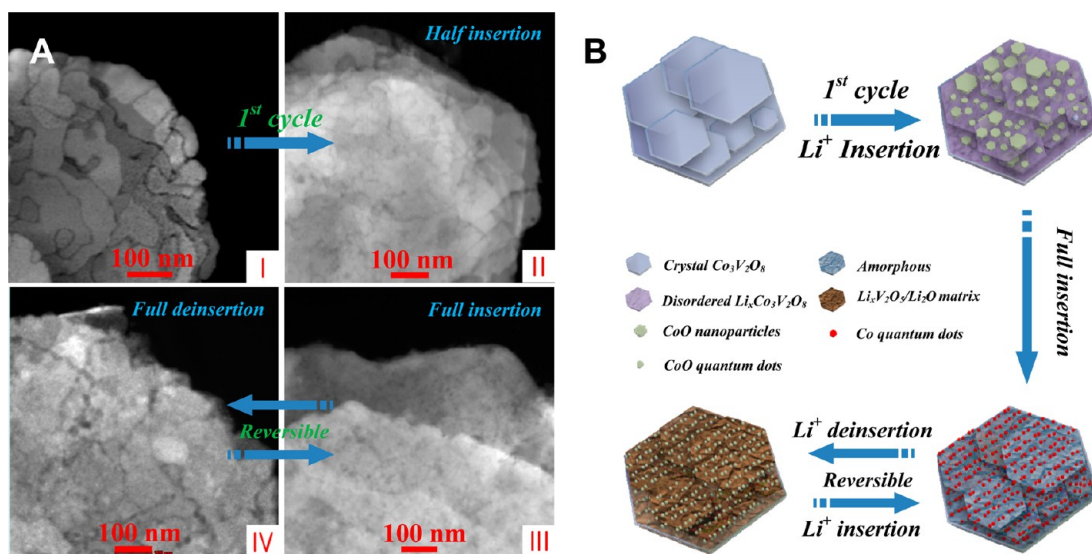 A
Half insertion
1st cycle
100 nm
I
100 nm
II
Full deinsertion
Full insertion
Reversible
100 nm
IV
100 nm
III
B
1st cycle
Li+ Insertion
Full insertion
Crystal Co3V2O8
Amorphous
Disordered LixCo3V2O8
LixV2O5/Li2O matrix
CoO nanoparticles
Co quantum dots
CoO quantum dots
Li+ deinsertion
Reversible
Li+ insertion